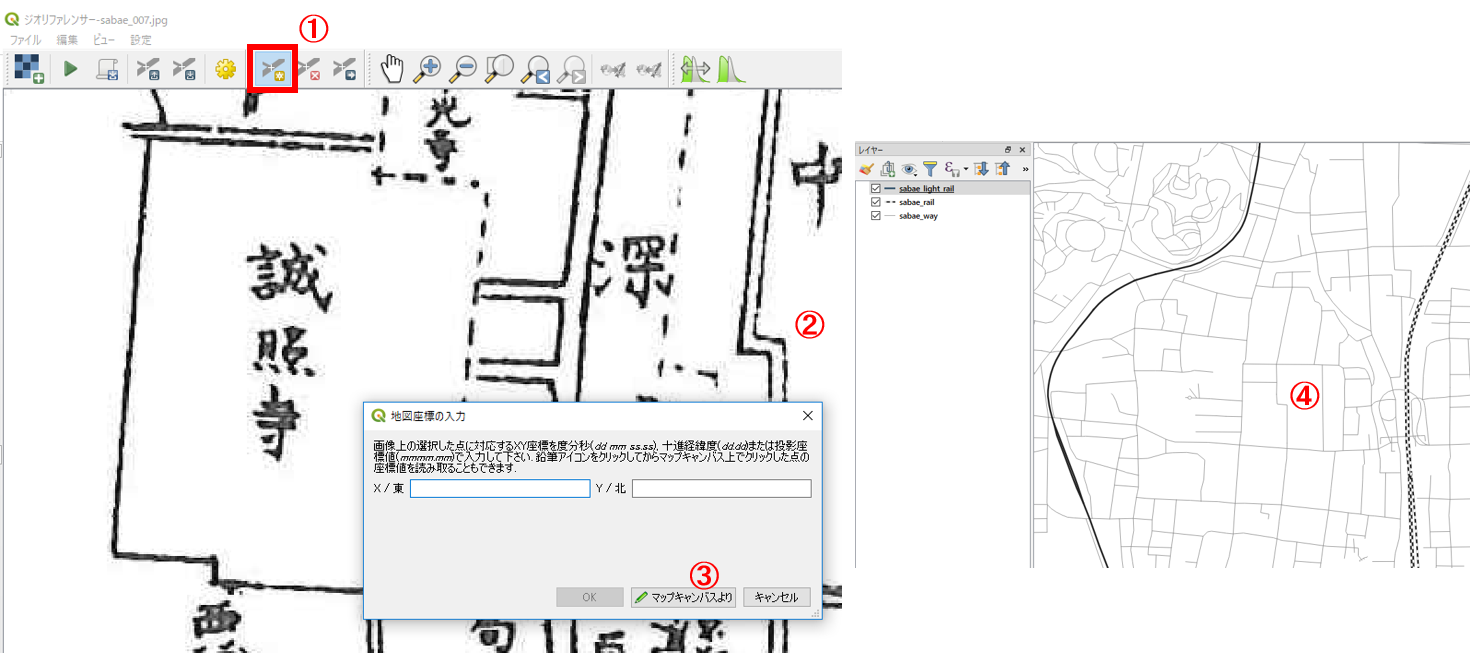 ジオリファレンサー-sabae_007.jpg
①
ファイル 編集 ビュー 設定
誠照寺
深
中
②
地図座標の入力
画像上の選択した点に対応するXY座標を度分秒(dd mm ss.ss), 十進経緯度(dd.dd)または投影座
標値(mmmm.mm)で入力して下さい. 鉛筆アイコンをクリックしてからマップキャンバス上でクリックした点の
座標値を読み取ることもできます.
X / 東
Y / 北
③
OK
マップキャンバスより
キャンセル
西
レイヤー
ε
»
sabae_light_rail
sabae_rail
sabae_way
④